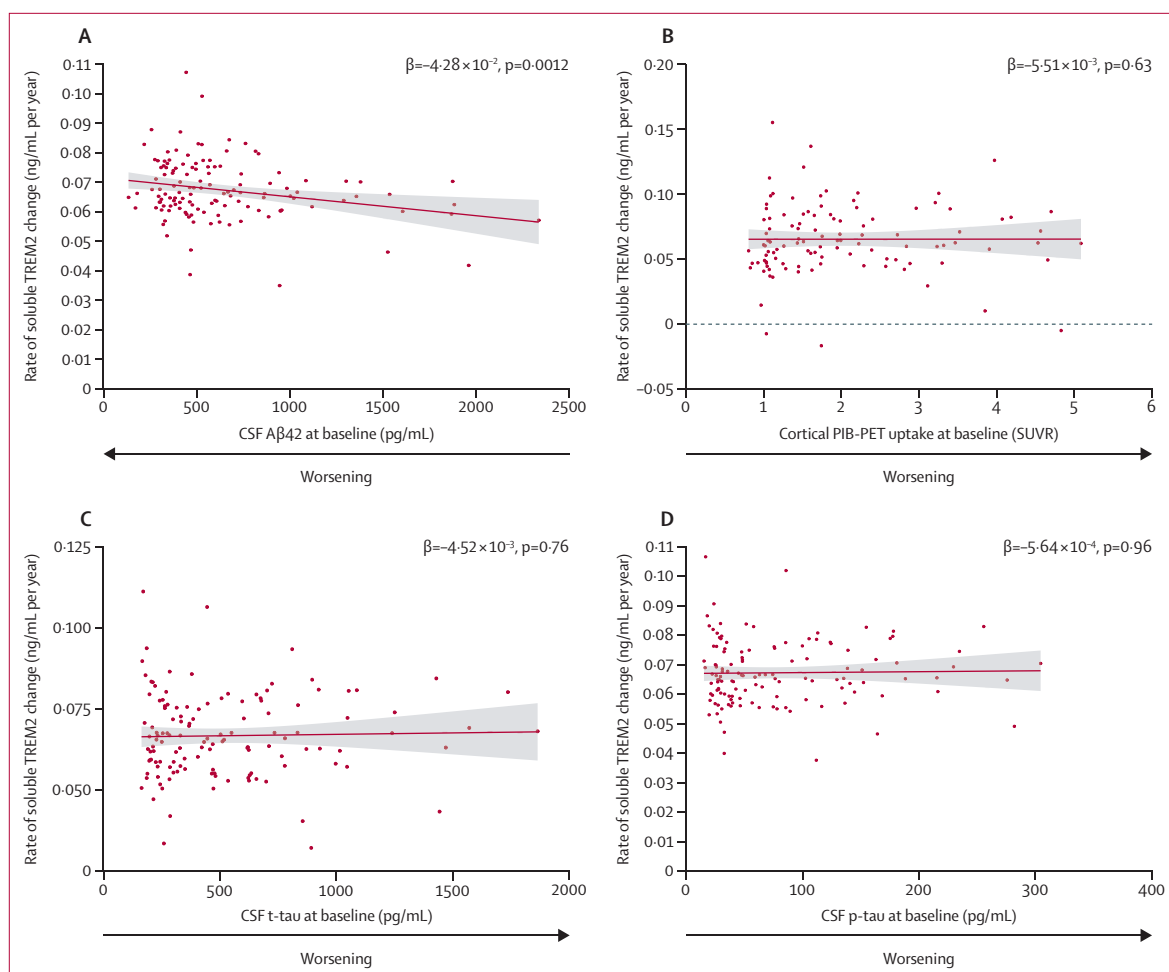 A
β=–4·28 × 10⁻², p=0·0012
Rate of soluble TREM2 change (ng/mL per year)
0·11
0·10
0·09
0·08
0·07
0·06
0·05
0·04
0·03
0·02
0·01
0
0
500
1000
1500
2000
2500
CSF Aβ42 at baseline (pg/mL)
Worsening
B
β=–5·51 × 10⁻³, p=0·63
Rate of soluble TREM2 change (ng/mL per year)
0·20
0·15
0·10
0·05
0
–0·05
0
1
2
3
4
5
6
Cortical PIB-PET uptake at baseline (SUVR)
Worsening
C
β=–4·52 × 10⁻³, p=0·76
Rate of soluble TREM2 change (ng/mL per year)
0·125
0·100
0·075
0·050
0
0
500
1000
1500
2000
CSF t-tau at baseline (pg/mL)
Worsening
D
β=–5·64 × 10⁻⁴, p=0·96
Rate of soluble TREM2 change (ng/mL per year)
0·11
0·10
0·09
0·08
0·07
0·06
0·05
0·04
0·03
0·02
0·01
0
0
100
200
300
400
CSF p-tau at baseline (pg/mL)
Worsening